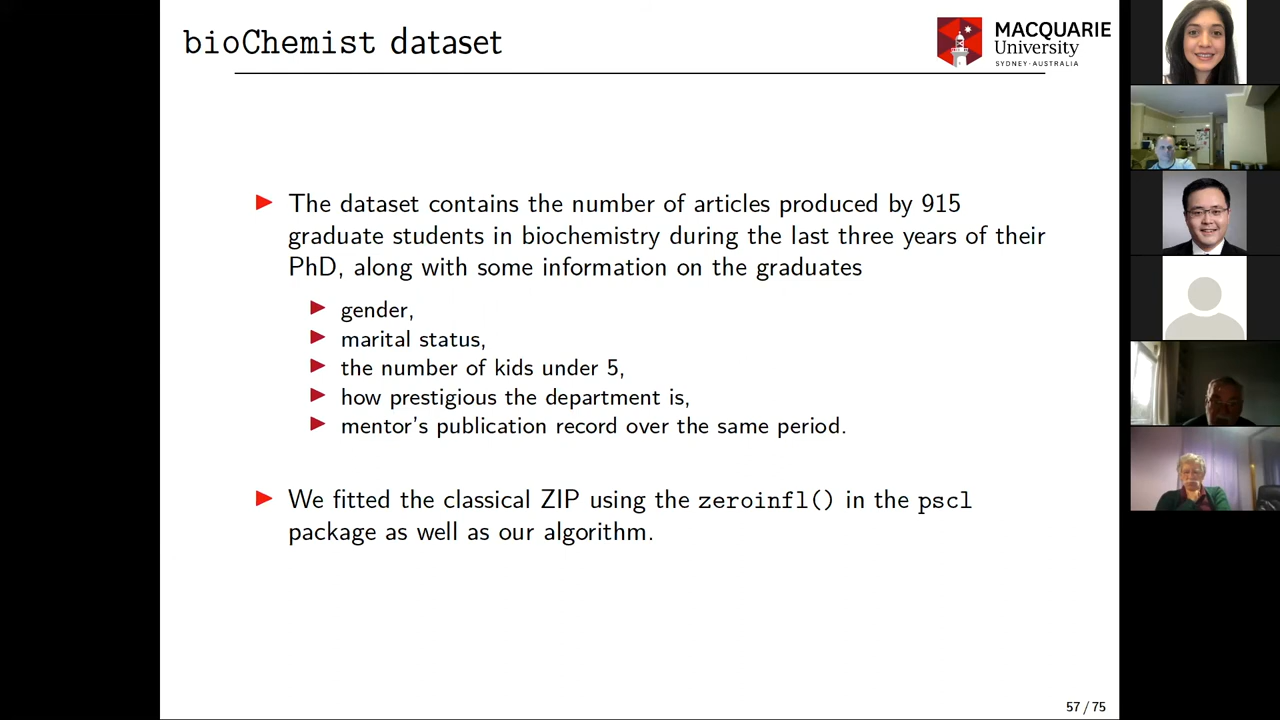 bioChemist dataset
MACQUARIE
University
SYDNEY·AUSTRALIA
The dataset contains the number of articles produced by 915
graduate students in biochemistry during the last three years of their
PhD, along with some information on the graduates
gender,
marital status,
the number of kids under 5,
how prestigious the department is,
mentor's publication record over the same period.
We fitted the classical ZIP using the zeroinfl() in the pscl
package as well as our algorithm.
57 / 75